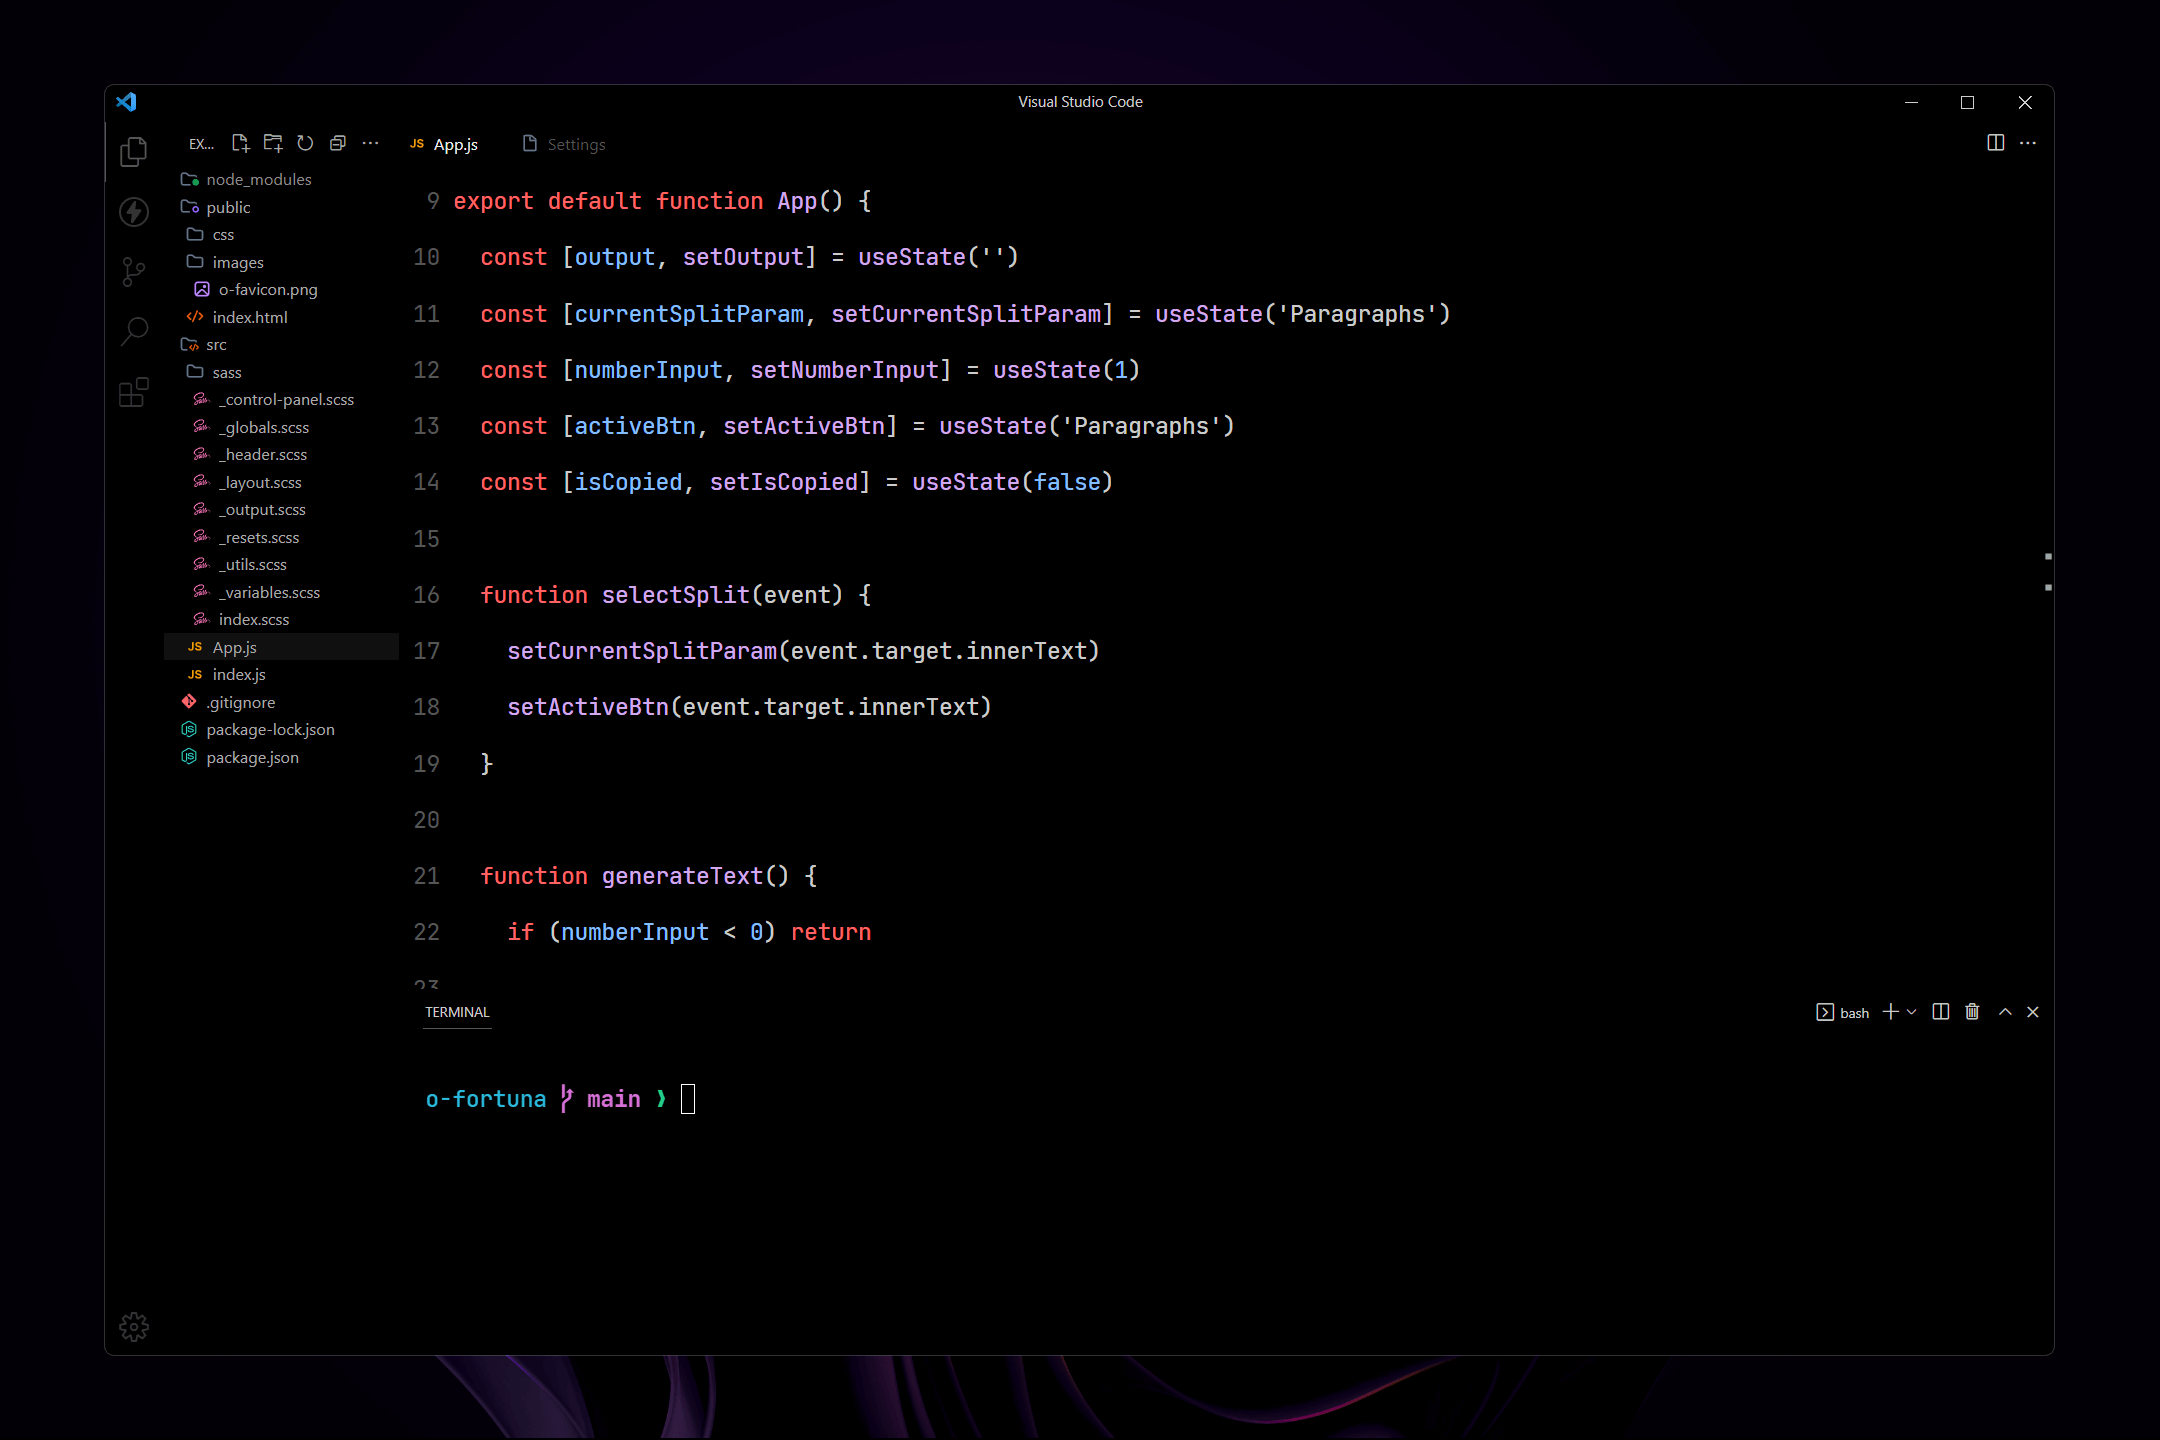 Visual Studio Code
EX...
JS App.js
Settings
node_modules
public
css
images
o-favicon.png
index.html
src
sass
_control-panel.scss
_globals.scss
_header.scss
_layout.scss
_output.scss
_resets.scss
_utils.scss
_variables.scss
index.scss
JS App.js
JS index.js
.gitignore
package-lock.json
package.json
9 export default function App() {
10 const [output, setOutput] = useState('')
11 const [currentSplitParam, setCurrentSplitParam] = useState('Paragraphs')
12 const [numberInput, setNumberInput] = useState(1)
13 const [activeBtn, setActiveBtn] = useState('Paragraphs')
14 const [isCopied, setIsCopied] = useState(false)
15
16 function selectSplit(event) {
17 setCurrentSplitParam(event.target.innerText)
18 setActiveBtn(event.target.innerText)
19 }
20
21 function generateText() {
22 if (numberInput < 0) return
23
TERMINAL
bash
o-fortuna main ❱